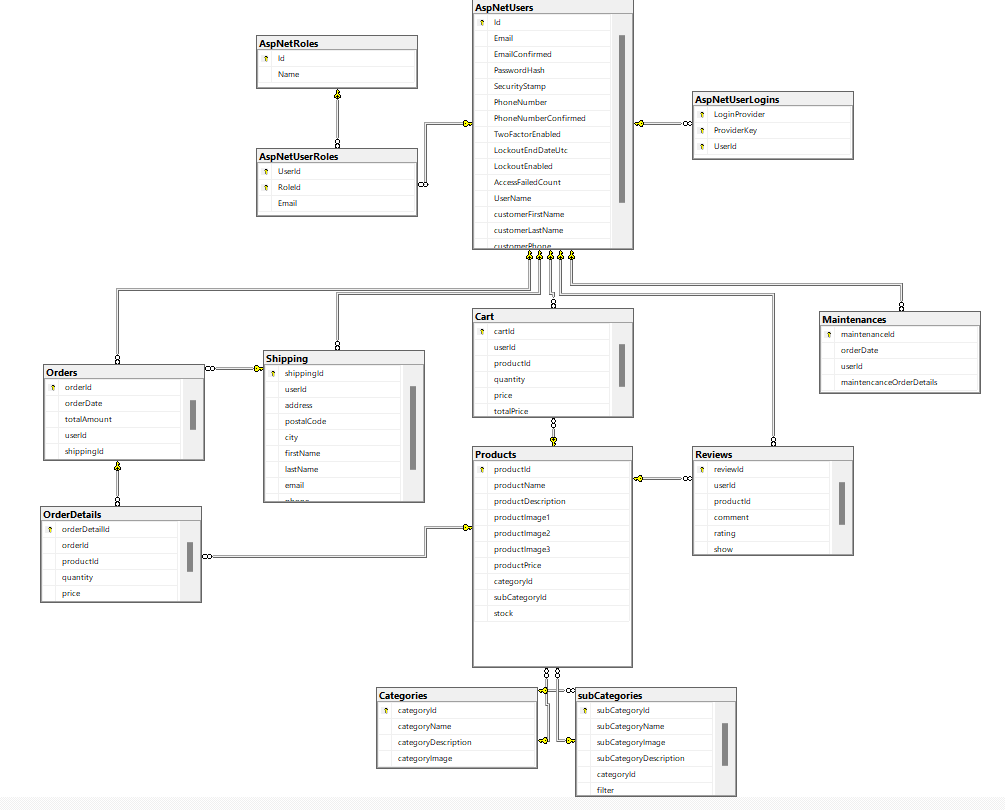 AspNetUsers
Id
Email
EmailConfirmed
PasswordHash
SecurityStamp
PhoneNumber
PhoneNumberConfirmed
TwoFactorEnabled
LockoutEndDateUtc
LockoutEnabled
AccessFailedCount
UserName
customerFirstName
customerLastName
customerPhone
AspNetRoles
Id
Name
AspNetUserLogins
LoginProvider
ProviderKey
UserId
AspNetUserRoles
UserId
RoleId
Email
Cart
cartId
userId
productId
quantity
price
totalPrice
Maintenances
maintenanceId
orderDate
userId
maintencanceOrderDetails
Shipping
shippingId
userId
address
postalCode
city
firstName
lastName
email
phone
Orders
orderId
orderDate
totalAmount
userId
shippingId
Products
productId
productName
productDescription
productImage1
productImage2
productImage3
productPrice
categoryId
subCategoryId
stock
Reviews
reviewId
userId
productId
comment
rating
show
OrderDetails
orderDetailId
orderId
productId
quantity
price
Categories
categoryId
categoryName
categoryDescription
categoryImage
subCategories
subCategoryId
subCategoryName
subCategoryImage
subCategoryDescription
categoryId
filter